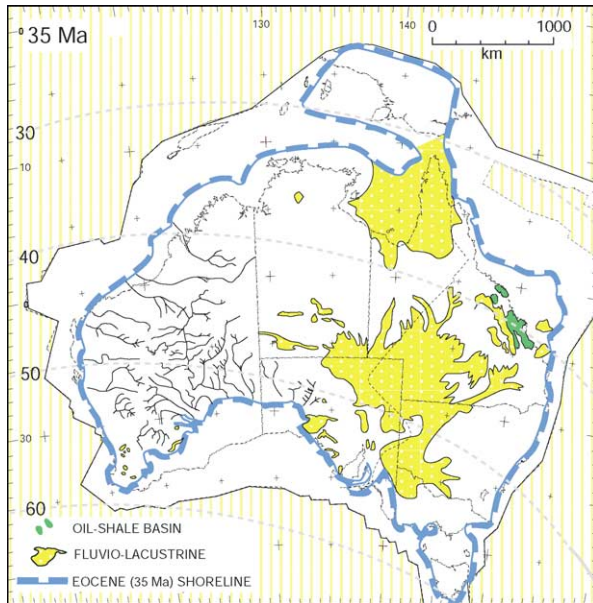 35 Ma
130
140
0 1000
km
30
10
40
50
30
60
OIL-SHALE BASIN
FLUVIO-LACUSTRINE
EOCENE (35 Ma) SHORELINE